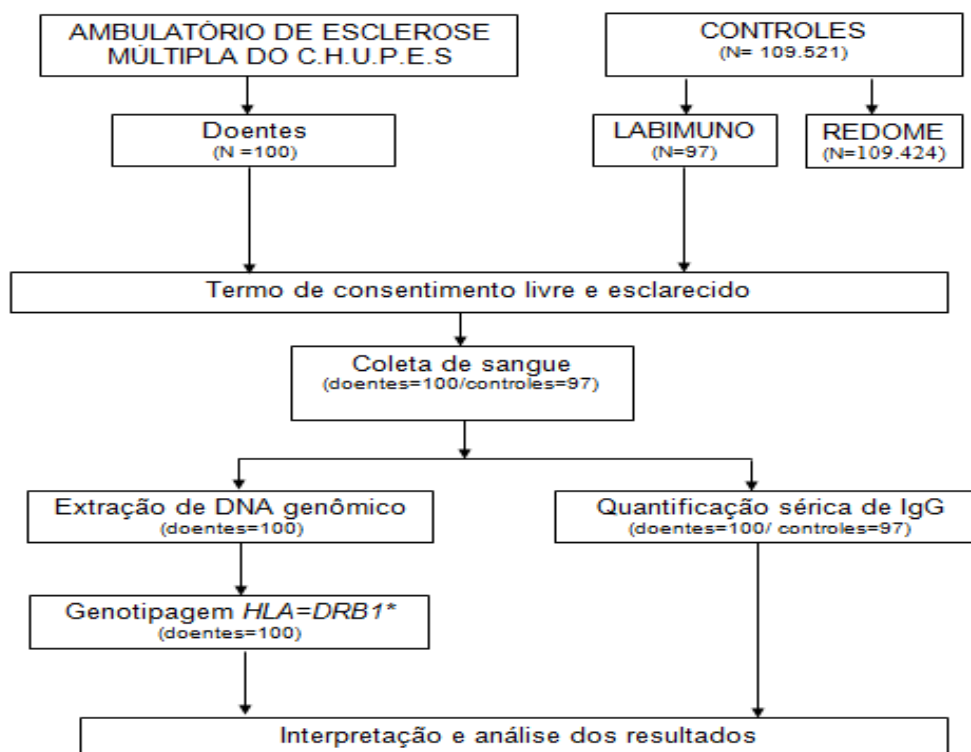 AMBULATÓRIO DE ESCLEROSE
MÚLTIPLA DO C.H.U.P.E.S
CONTROLES
(N= 109.521)
Doentes
(N =100)
LABIMUNO
(N=97)
REDOME
(N=109.424)
Termo de consentimento livre e esclarecido
Coleta de sangue
(doentes=100/controles=97)
Extração de DNA genômico
(doentes=100)
Quantificação sérica de IgG
(doentes=100/ controles=97)
Genotipagem HLA=DRB1*
(doentes=100)
Interpretação e análise dos resultados